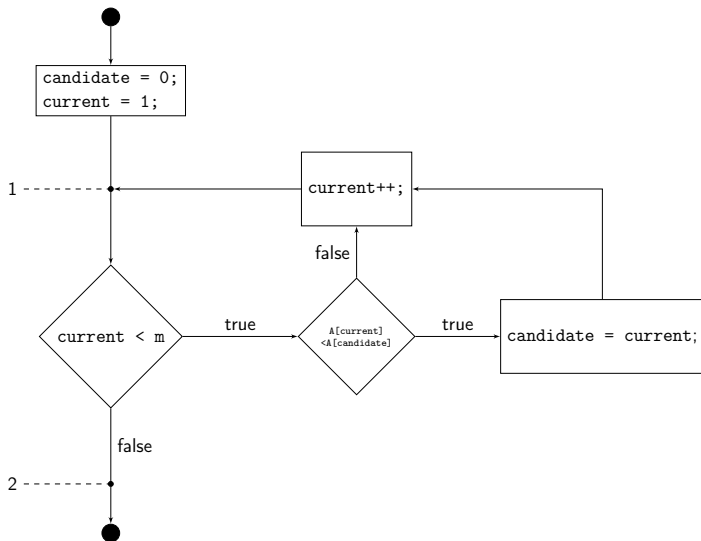 candidate = 0;
current = 1;
1
current++;
false
current < m
true
A[current]
<A[candidate]
true
candidate = current;
false
2